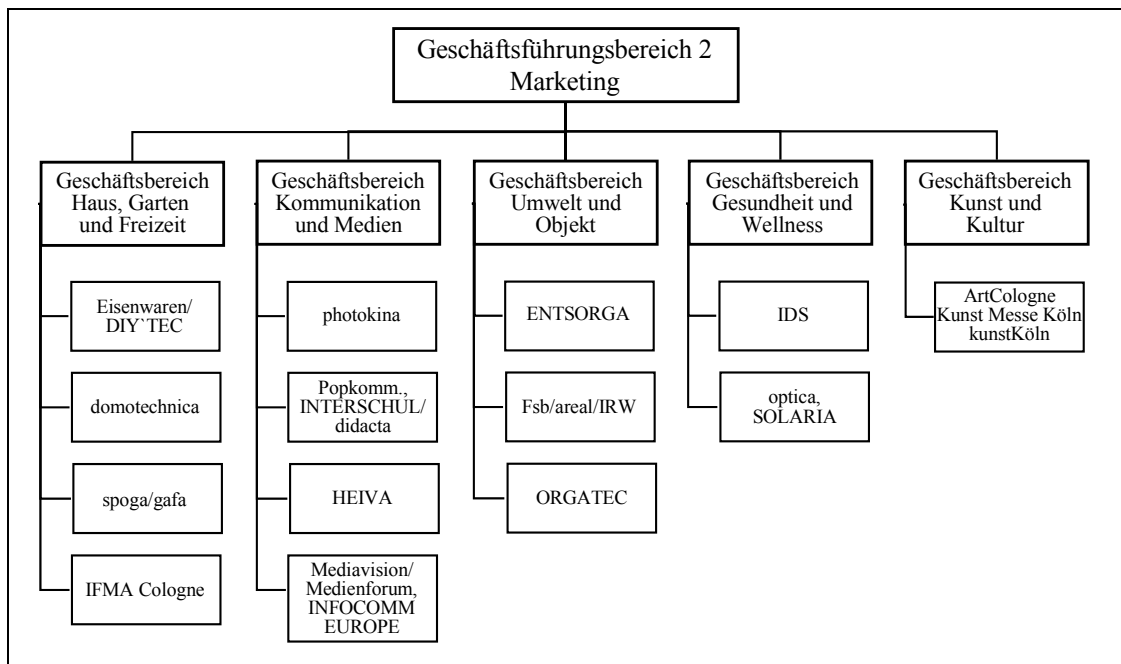 Geschäftsführungsbereich 2
Marketing
Geschäftsbereich
Haus, Garten
und Freizeit
Eisenwaren/
DIY`TEC
domotechnica
spoga/gafa
IFMA Cologne
Geschäftsbereich
Kommunikation
und Medien
photokina
Popkomm.,
INTERSCHUL/
didacta
HEIVA
Mediavision/
Medienforum,
INFOCOMM
EUROPE
Geschäftsbereich
Umwelt und
Objekt
ENTSORGA
Fsb/areal/IRW
ORGATEC
Geschäftsbereich
Gesundheit und
Wellness
IDS
optica,
SOLARIA
Geschäftsbereich
Kunst und
Kultur
ArtCologne
Kunst Messe Köln
kunstKöln